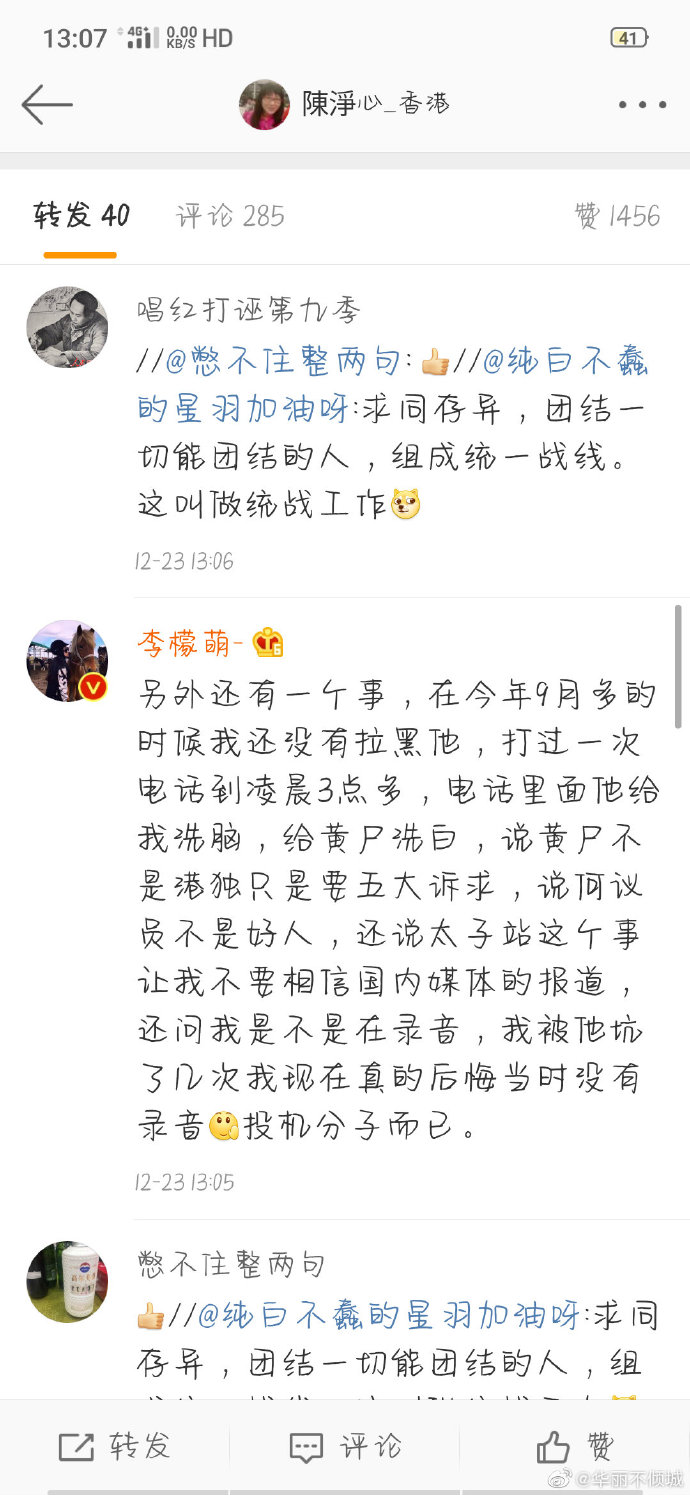 13:07 4G 0.00 KB/S HD 41
陳淨心_香港
转发 40 评论 285 赞 1456
唱红打诬第九季
//@憋不住整两句:👍//@纯白不蠢
的星羽加油呀:求同存异，团结一
切能团结的人，组成统一战线。
这叫做统战工作
12-23 13:06
李檬萌- 6
另外还有一个事，在今年9月多的
时候我还没有拉黑他，打过一次
电话到凌晨3点多，电话里面他给
我洗脑，给黄尸洗白，说黄尸不
是港独只是要五大诉求，说何议
员不是好人，还说太子站这个事
让我不要相信国内媒体的报道，
还问我是不是在录音，我被他坑
了几次我现在真的后悔当时没有
录音投机分子而已。
12-23 13:05
憋不住整两句
👍//@纯白不蠢的星羽加油呀:求同
存异，团结一切能团结的人，组
转发 评论 赞
@华丽不倾城